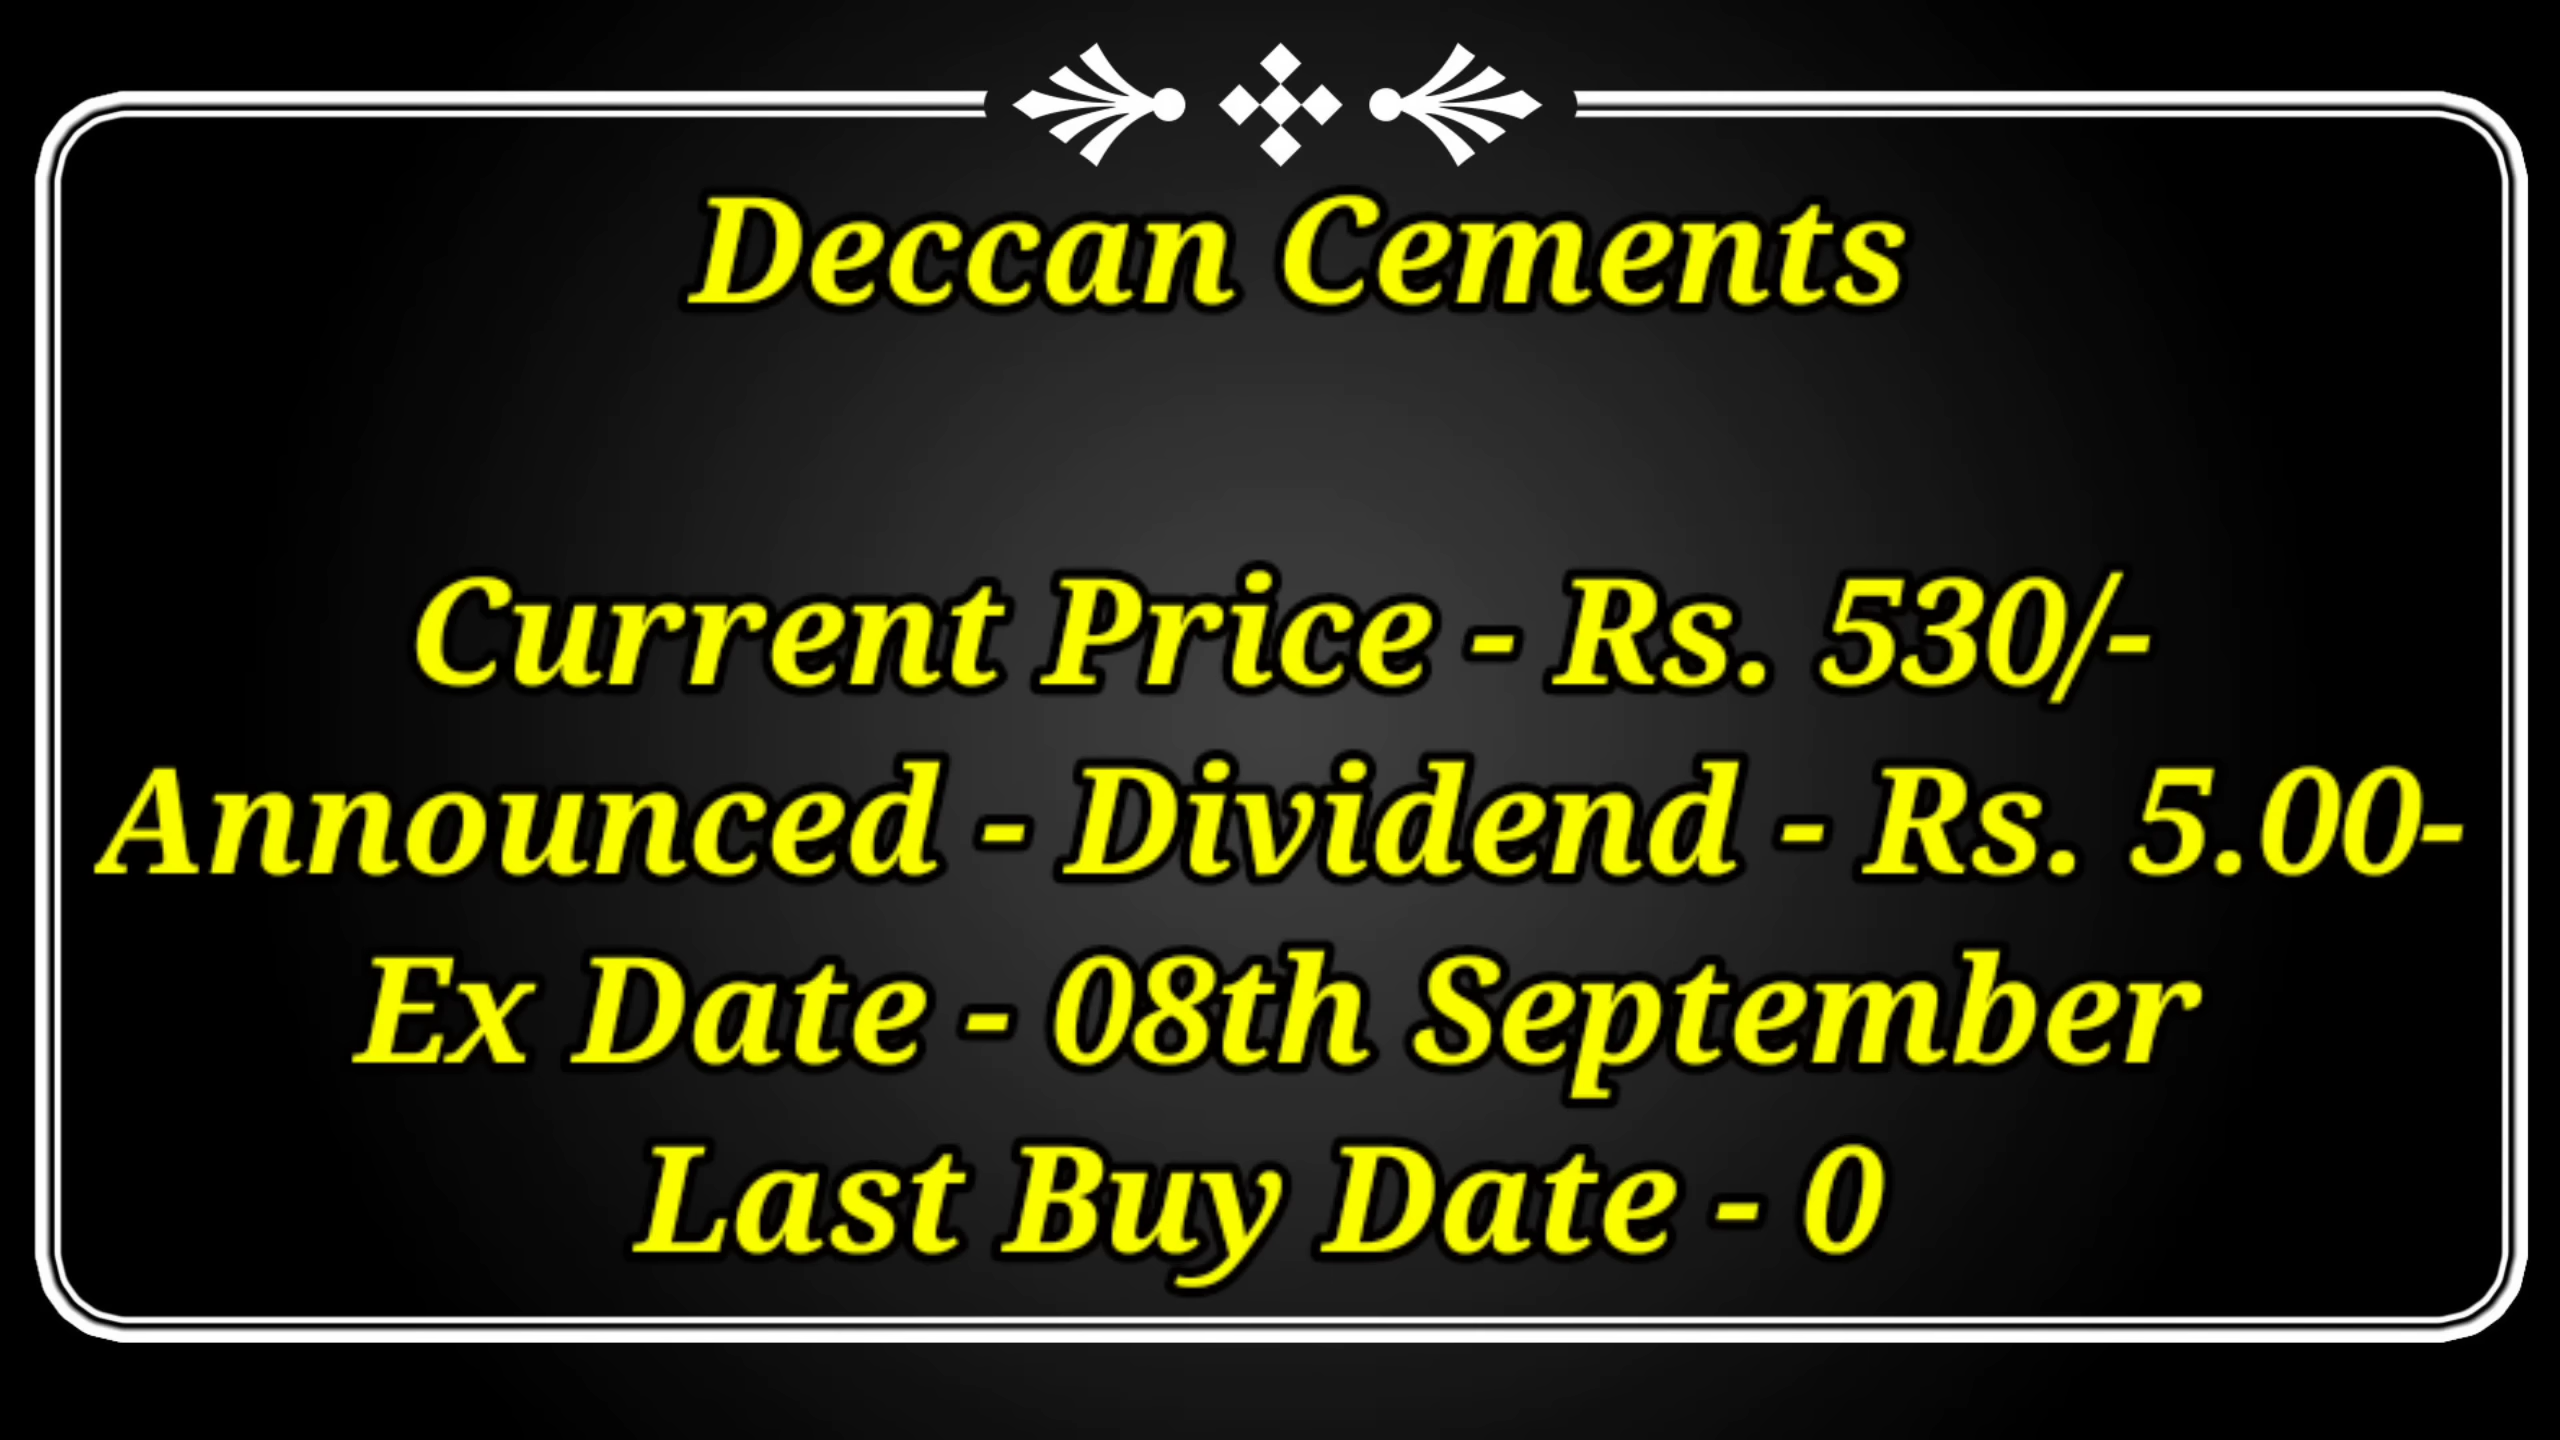 Deccan Cements
Current Price - Rs. 530/-
Announced - Dividend - Rs. 5.00-
Ex Date - 08th September
Last Buy Date - 0